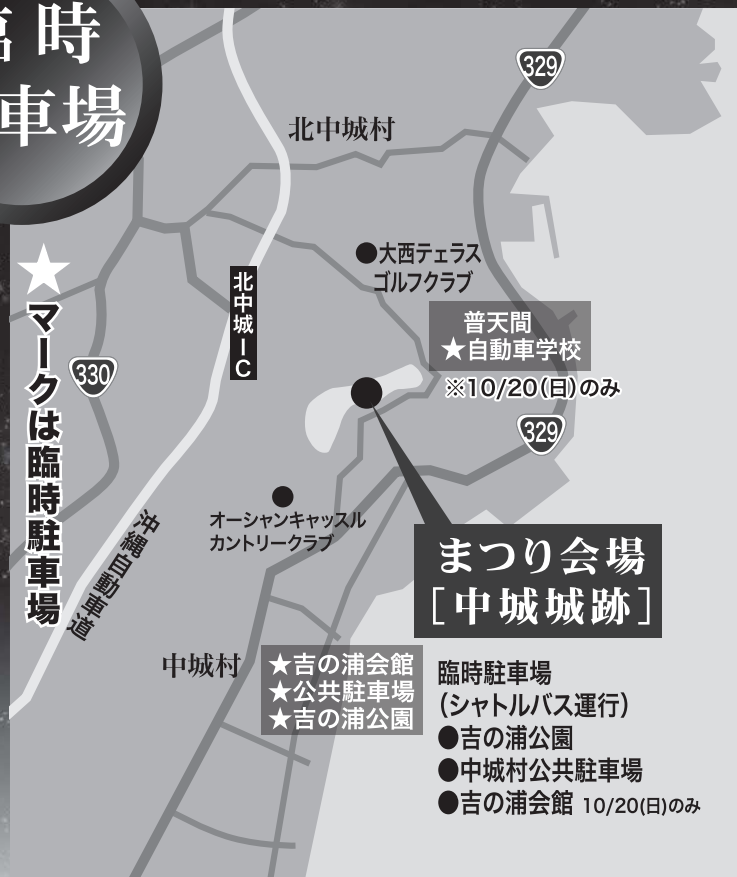 臨時
車場
329
北中城村
●大西テェラス
ゴルフクラブ
北中城IC
普天間
★自動車学校
※10/20(日)のみ
★マークは臨時駐車場
330
329
オーシャンキャッスル
カントリークラブ
沖縄自動車道
まつり会場
[中城城跡]
中城村
★吉の浦会館
★公共駐車場
★吉の浦公園
臨時駐車場
(シャトルバス運行)
●吉の浦公園
●中城村公共駐車場
●吉の浦会館 10/20(日)のみ